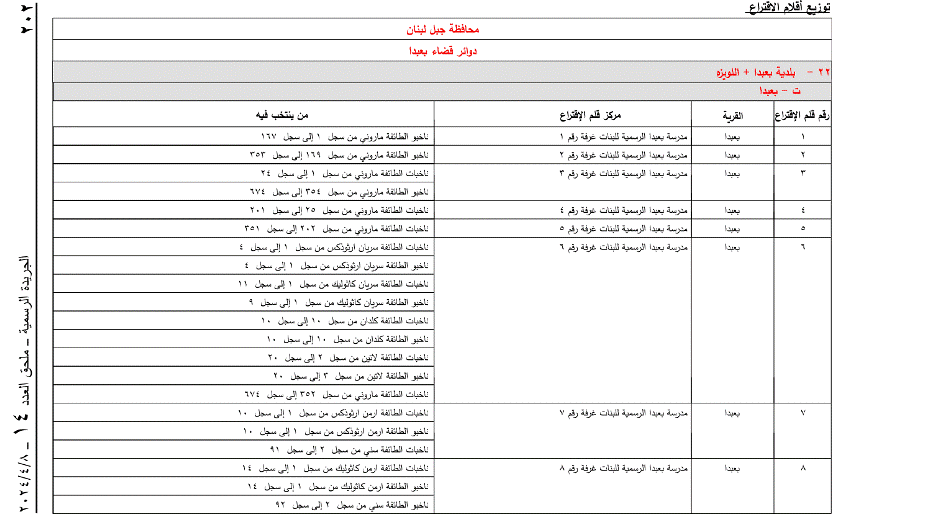 توزيع أقلام الإقتراع
٢٠٢
محافظة جبل لبنان
دوائر قضاء بعبدا
٢٢ - بلدية بعبدا + اللويزه
ت - بعبدا
رقم قلم الإقتراع القرية مركز قلم الإقتراع من ينتخب فيه
١ بعبدا مدرسة بعبدا الرسمية للبنات غرفة رقم ١ ناخبو الطائفة ماروني من سجل ١ إلى سجل ١٦٧
٢ بعبدا مدرسة بعبدا الرسمية للبنات غرفة رقم ٢ ناخبو الطائفة ماروني من سجل ١٦٩ إلى سجل ٣٥٣
٣ بعبدا مدرسة بعبدا الرسمية للبنات غرفة رقم ٣ ناخبات الطائفة ماروني من سجل ١ إلى سجل ٢٤
ناخبو الطائفة ماروني من سجل ٣٥٤ إلى سجل ٦٧٤
٤ بعبدا مدرسة بعبدا الرسمية للبنات غرفة رقم ٤ ناخبات الطائفة ماروني من سجل ٢٥ إلى سجل ٢٠١
٥ بعبدا مدرسة بعبدا الرسمية للبنات غرفة رقم ٥ ناخبات الطائفة ماروني من سجل ٢٠٢ إلى سجل ٣٥١
٦ بعبدا مدرسة بعبدا الرسمية للبنات غرفة رقم ٦ ناخبات الطائفة سريان ارثوذكس من سجل ١ إلى سجل ٤
ناخبو الطائفة سريان ارثوذكس من سجل ١ إلى سجل ٤
ناخبات الطائفة سريان كاثوليك من سجل ١ إلى سجل ١١
ناخبو الطائفة سريان كاثوليك من سجل ١ إلى سجل ٩
ناخبات الطائفة كلدان من سجل ١٠ إلى سجل ١٠
ناخبو الطائفة كلدان من سجل ١٠ إلى سجل ١٠
ناخبات الطائفة لاتين من سجل ٢ إلى سجل ٢٠
ناخبو الطائفة لاتين من سجل ٣ إلى سجل ٢٠
ناخبات الطائفة ماروني من سجل ٣٥٢ إلى سجل ٦٧٤
٧ بعبدا مدرسة بعبدا الرسمية للبنات غرفة رقم ٧ ناخبات الطائفة ارمن ارثوذكس من سجل ١ إلى سجل ١٠
ناخبو الطائفة ارمن ارثوذكس من سجل ١ إلى سجل ١٠
ناخبات الطائفة سني من سجل ٢ إلى سجل ٩١
٨ بعبدا مدرسة بعبدا الرسمية للبنات غرفة رقم ٨ ناخبات الطائفة ارمن كاثوليك من سجل ١ إلى سجل ١٤
ناخبو الطائفة ارمن كاثوليك من سجل ١ إلى سجل ١٤
ناخبو الطائفة سني من سجل ٢ إلى سجل ٩٢
الجريدة الرسمية - ملحق العدد ١٤ - ٢٠٢٤/٤/٨